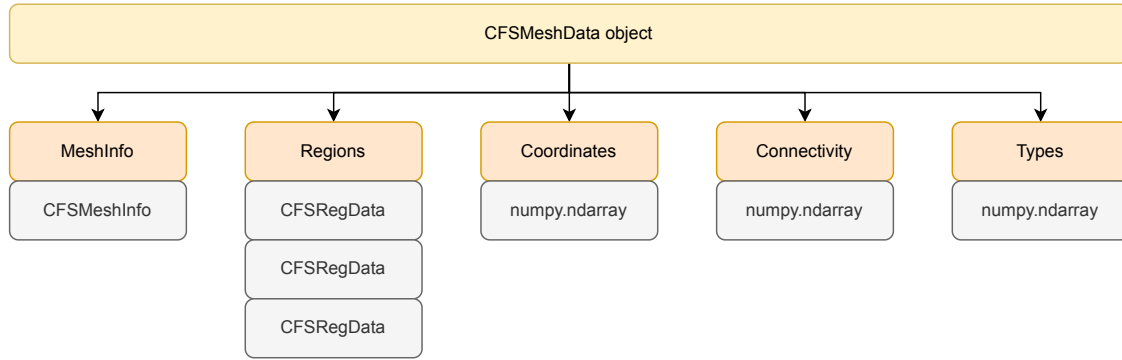 CFSMeshData object
MeshInfo
Regions
Coordinates
Connectivity
Types
CFSMeshInfo
CFSRegData
numpy.ndarray
numpy.ndarray
numpy.ndarray
CFSRegData
CFSRegData